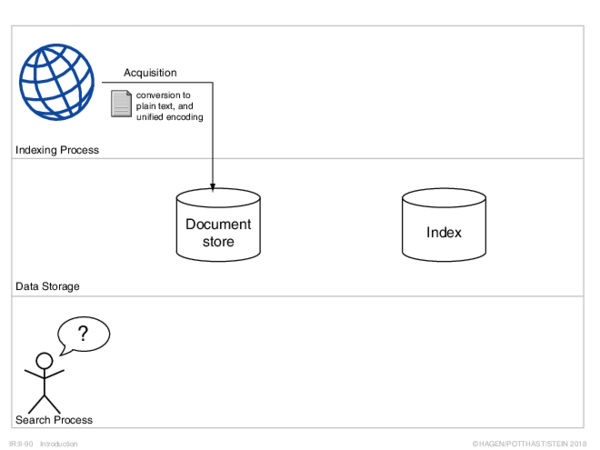 Acquisition
conversion to
plain text, and
unified encoding
Indexing Process
Document
store
Index
Data Storage
?
Search Process
IR:II-90 Introduction
©HAGEN/POTTHAST/STEIN 2018